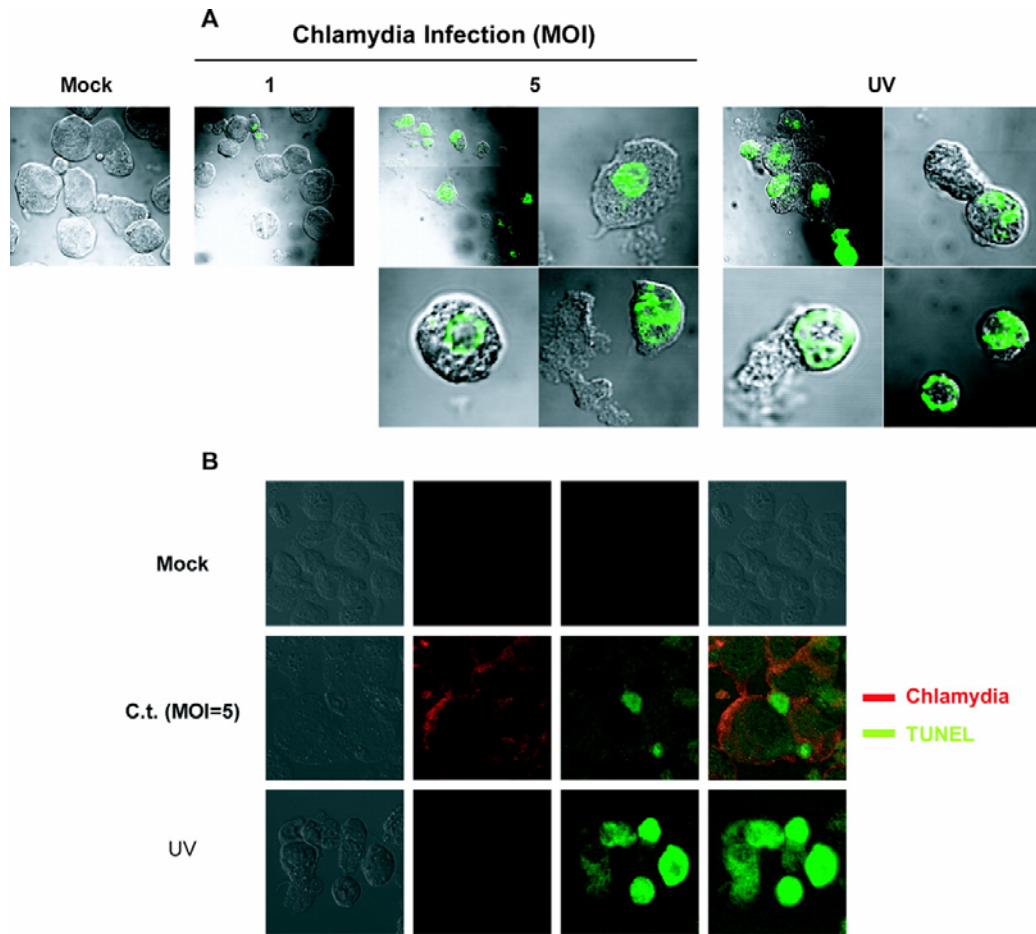 A
Chlamydia Infection (MOI)
Mock
1
5
UV
B
Mock
C.t. (MOI=5)
Chlamydia
TUNEL
UV